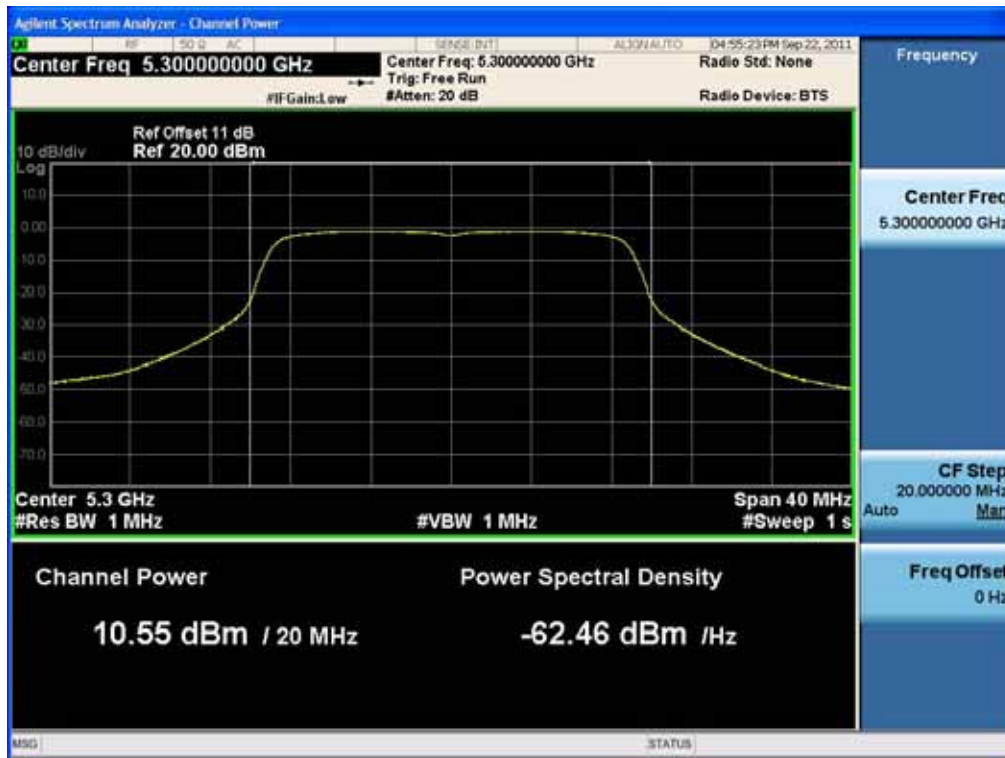 Agilent Spectrum Analyzer - Channel Power
RF 50 Ω AC SENSE:INT ALIGNAUTO 04:55:23 PM Sep 22, 2011
Center Freq 5.300000000 GHz Center Freq: 5.300000000 GHz Radio Std: None
Trig: Free Run
#IFGain:Low #Atten: 20 dB Radio Device: BTS
Ref Offset 11 dB
10 dB/div Ref 20.00 dBm
Log
10.0
0.00
-10.0
-20.0
-30.0
-40.0
-50.0
-60.0
-70.0
Center 5.3 GHz Span 40 MHz
#Res BW 1 MHz #VBW 1 MHz #Sweep 1 s
Channel Power Power Spectral Density
10.55 dBm / 20 MHz -62.46 dBm /Hz
MSG STATUS
Frequency
Center Freq
5.300000000 GHz
CF Step
20.000000 MHz
Auto Man
Freq Offset
0 Hz